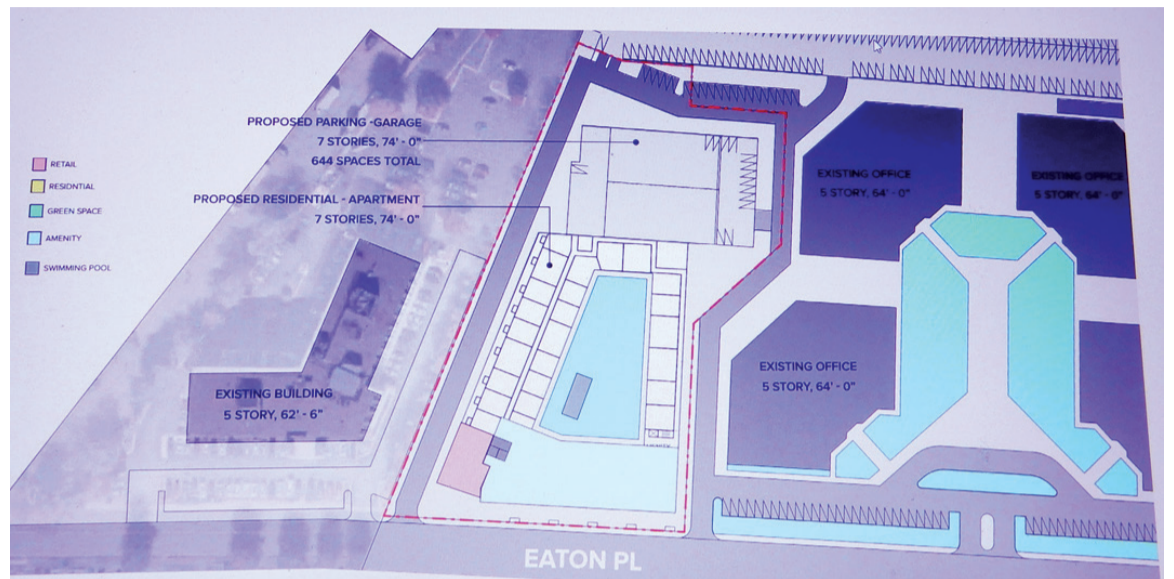 PROPOSED PARKING -GARAGE
7 STORIES, 74' - 0"
644 SPACES TOTAL
PROPOSED RESIDENTIAL - APARTMENT
7 STORIES, 74' - 0"
RETAIL
RESIDNTIAL
GREEN SPACE
AMENITY
SWIMMING POOL
EXISTING OFFICE
5 STORY, 64' - 0"
EXISTING OFFICE
5 STORY, 64' - 0"
EXISTING OFFICE
5 STORY, 64' - 0"
EXISTING BUILDING
5 STORY, 62' - 6"
EATON PL